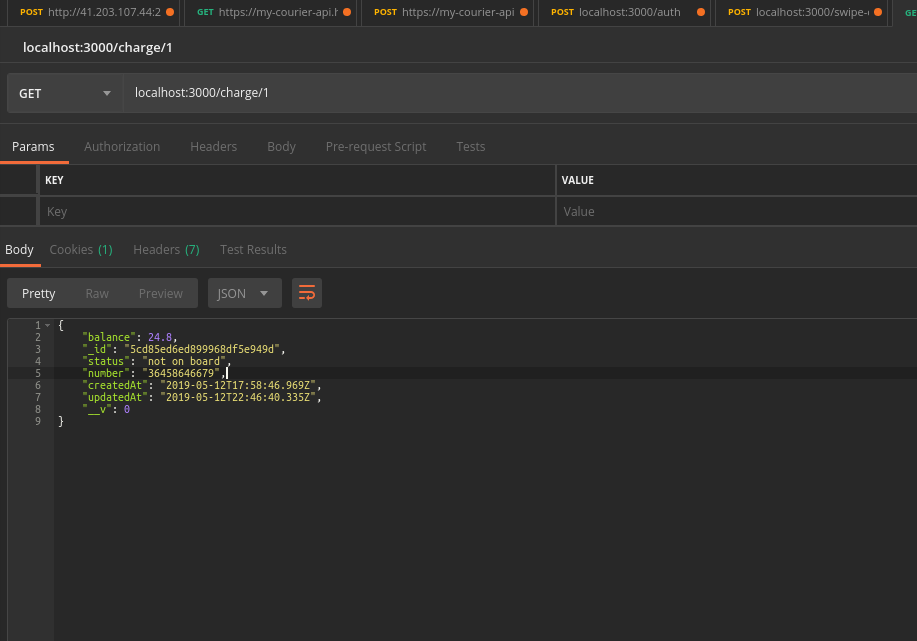 POST http://41.203.107.44:2 GET https://my-courier-api.h POST https://my-courier-api POST localhost:3000/auth POST localhost:3000/swipe- GE
localhost:3000/charge/1
GET localhost:3000/charge/1
Params Authorization Headers Body Pre-request Script Tests
KEY VALUE
Key Value
Body Cookies (1) Headers (7) Test Results
Pretty Raw Preview JSON
1 {
2 "balance": 24.8,
3 "_id": "5cd85ed6ed899968df5e949d",
4 "status": "not on board",
5 "number": "36458646679",
6 "createdAt": "2019-05-12T17:58:46.969Z",
7 "updatedAt": "2019-05-12T22:46:40.335Z",
8 "__v": 0
9 }